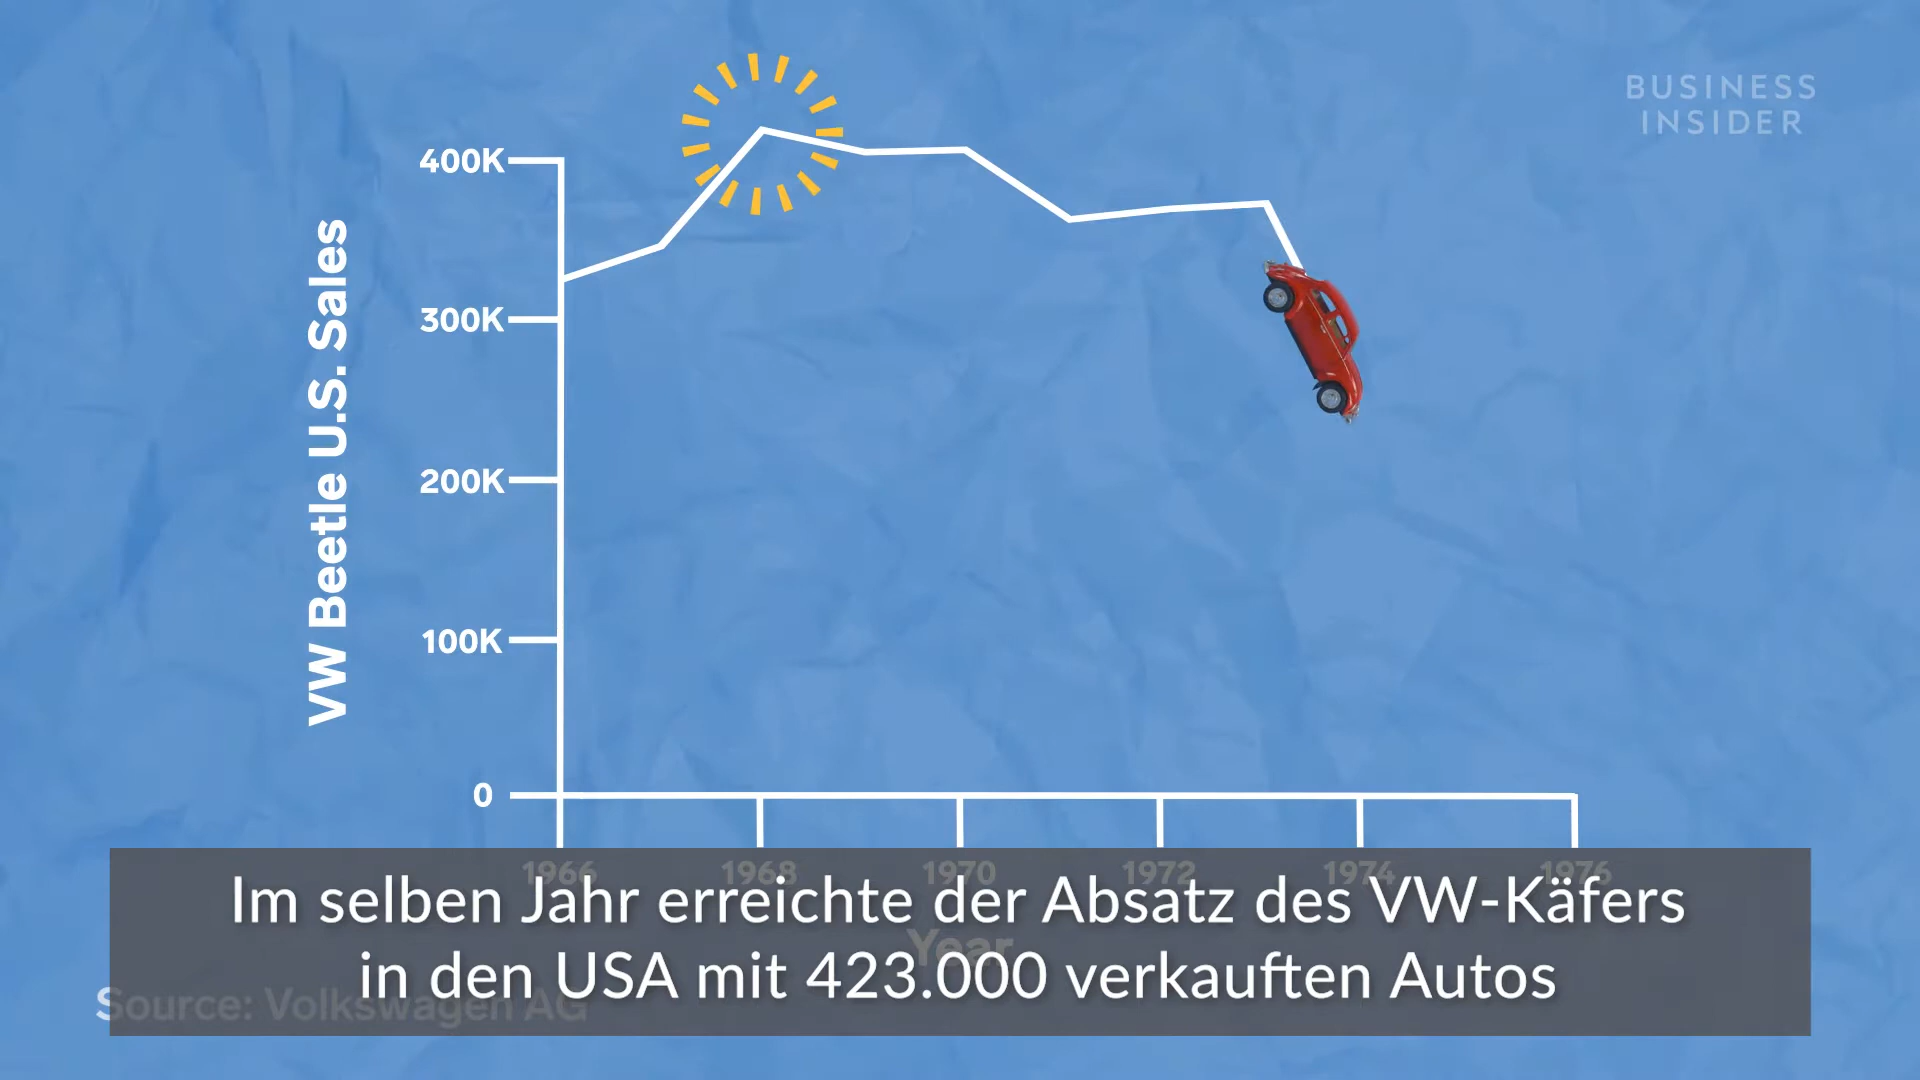 BUSINESS
INSIDER
VW Beetle U.S. Sales
400K
300K
200K
100K
0
1966 1968 1970 1972 1974 1976
Year
Im selben Jahr erreichte der Absatz des VW-Käfers
in den USA mit 423.000 verkauften Autos
Source: Volkswagen AG